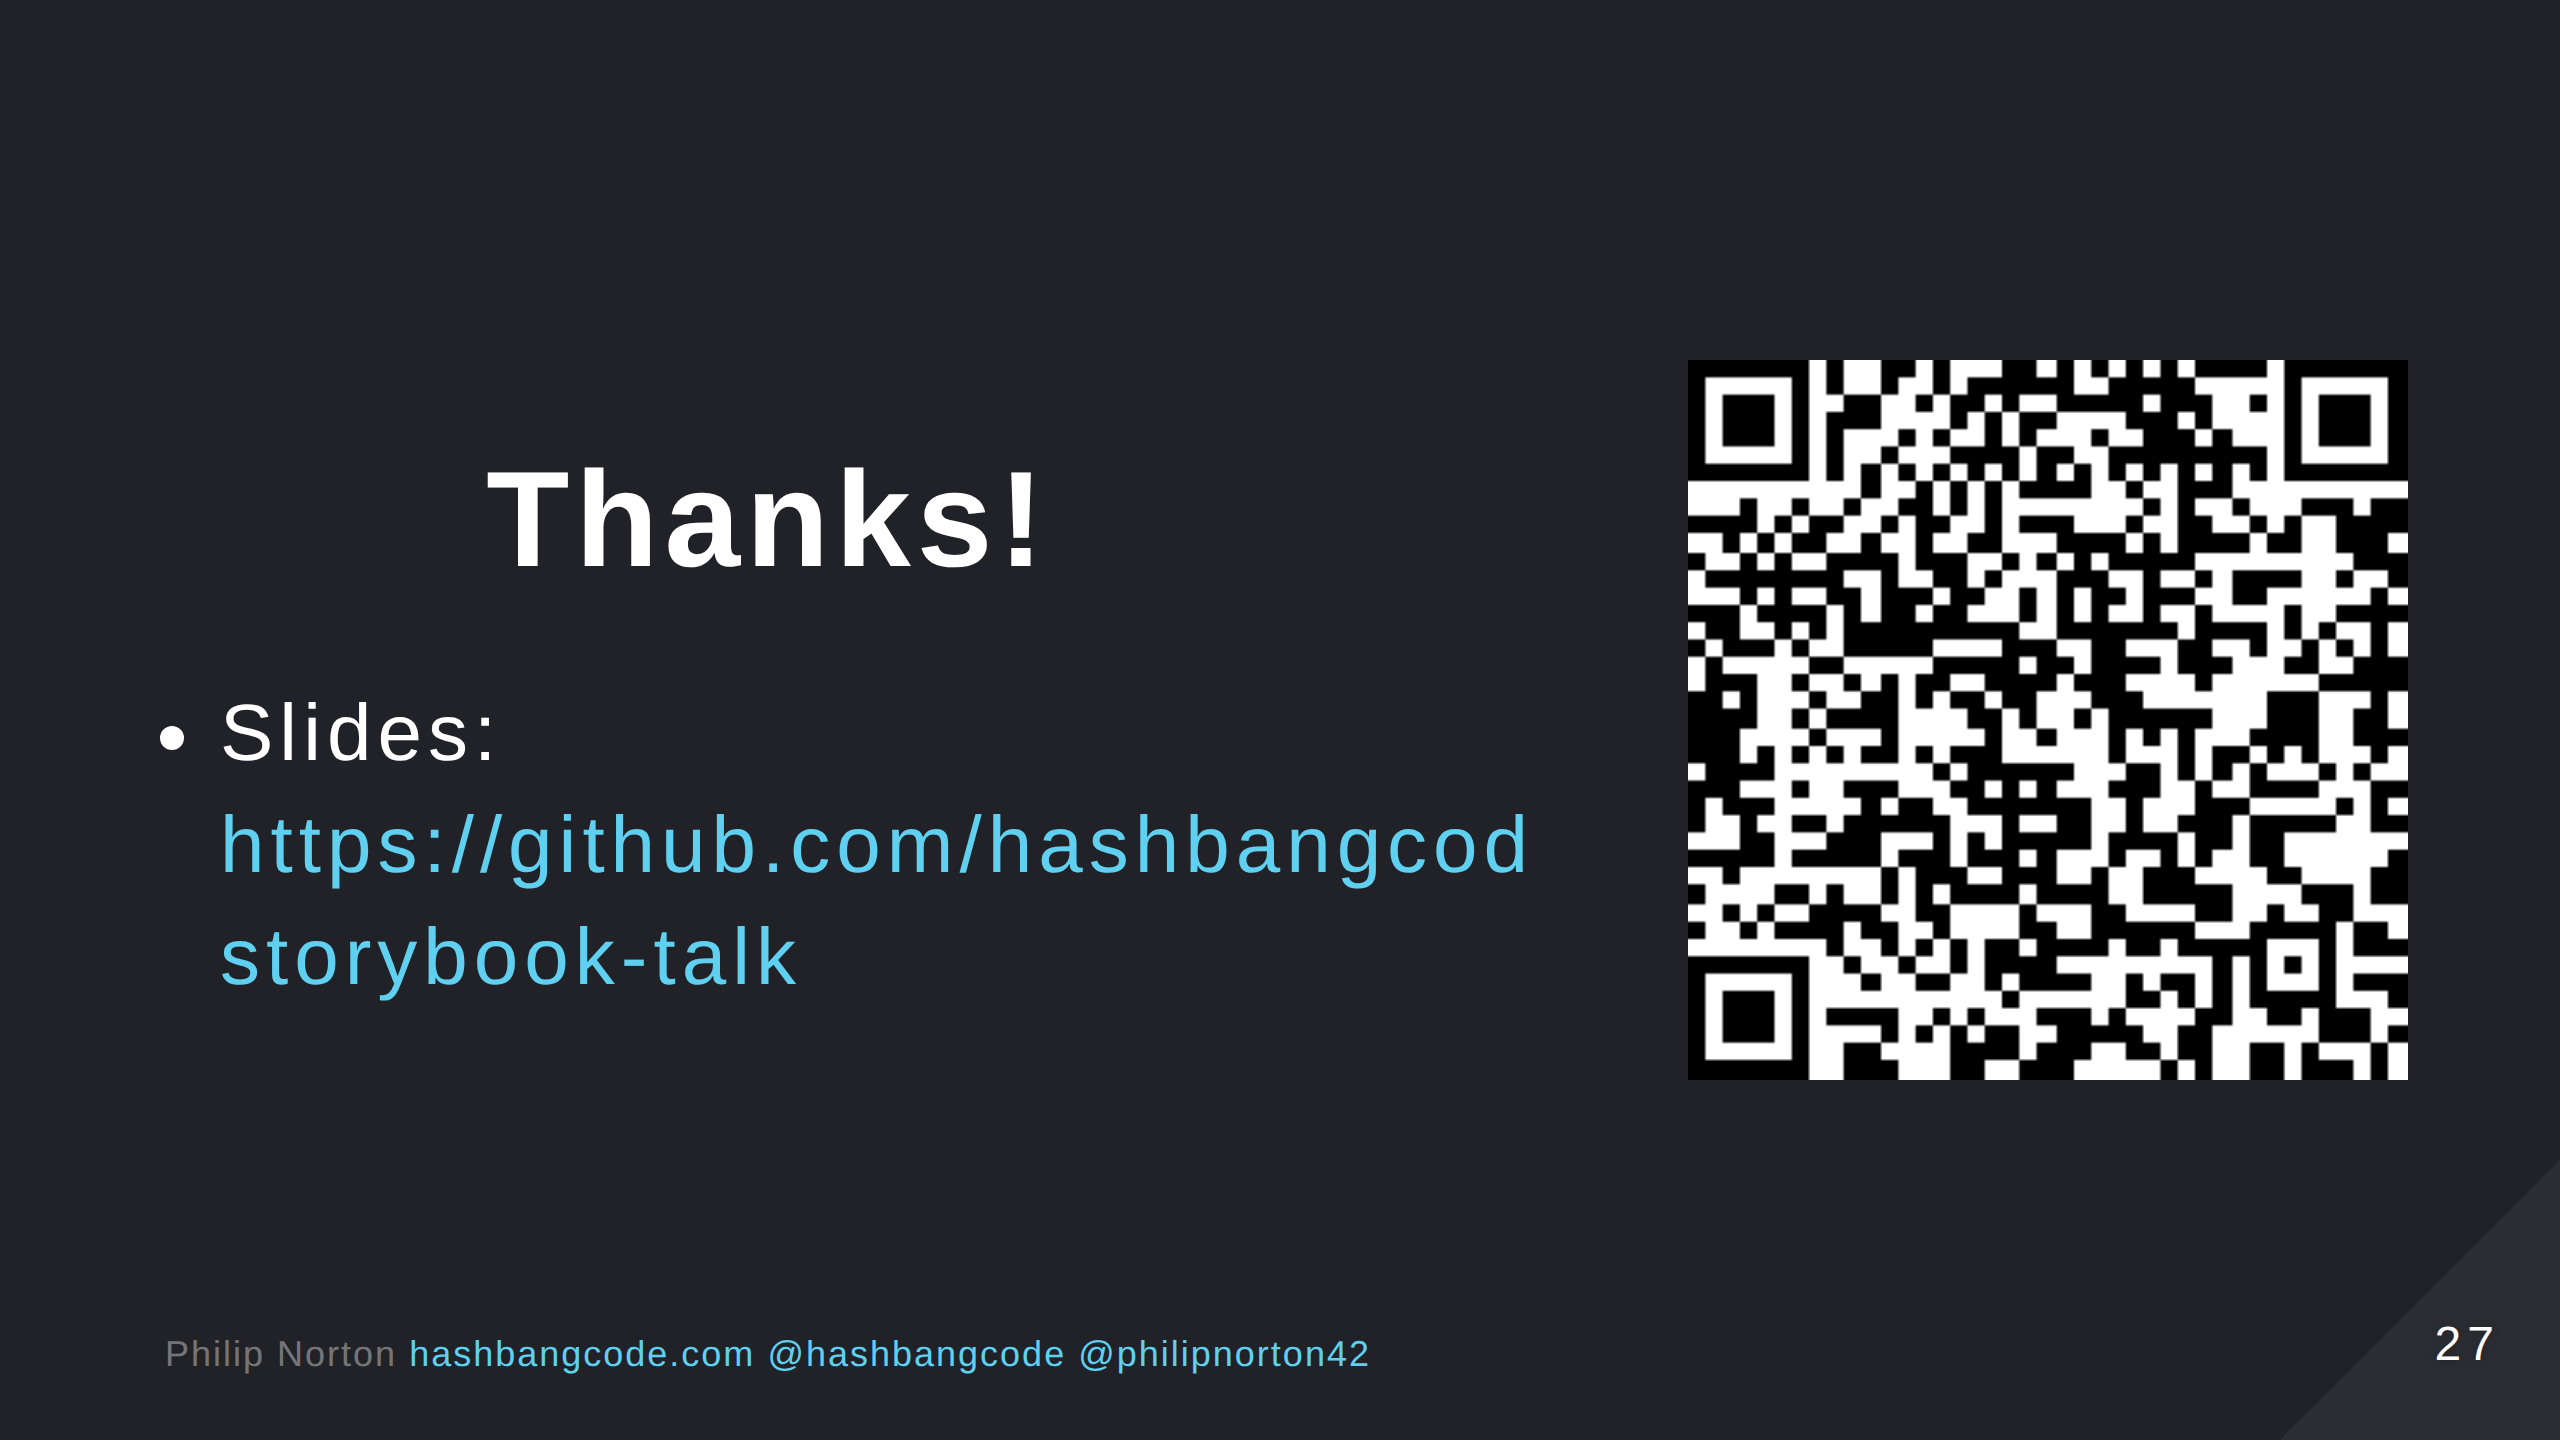 Thanks!
• Slides:
https://github.com/hashbangcod
storybook-talk
Philip Norton hashbangcode.com @hashbangcode @philipnorton42
27